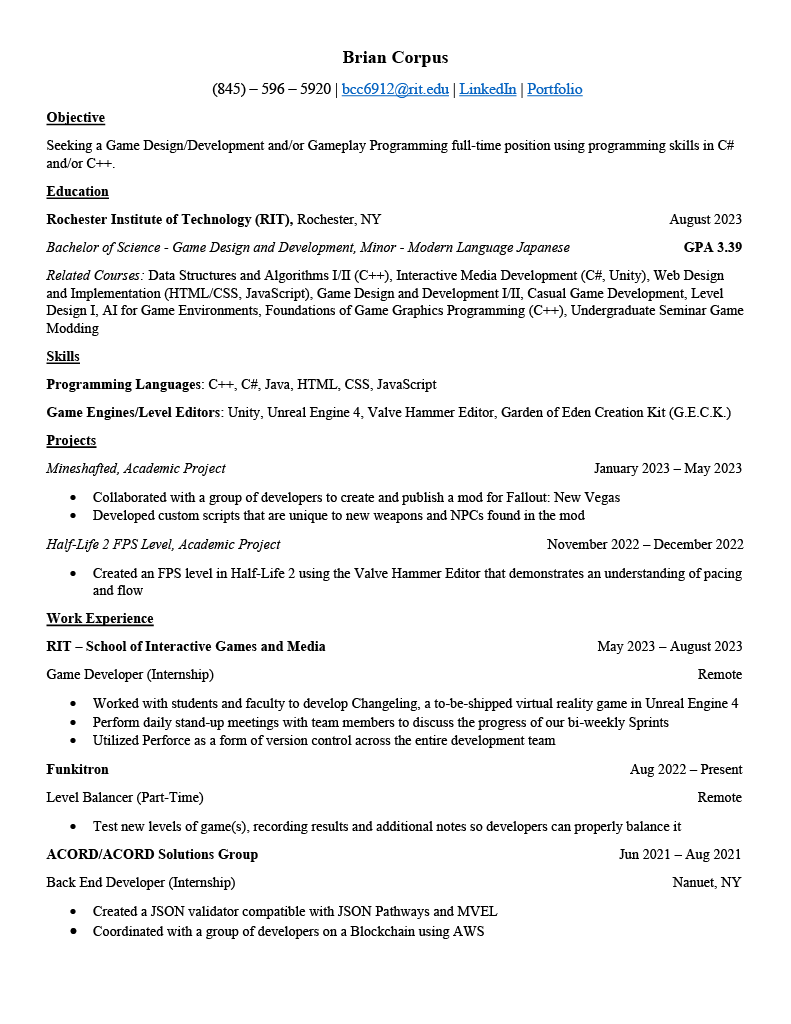 Brian Corpus
(845) – 596 – 5920 | bcc6912@rit.edu | LinkedIn | Portfolio
Objective
Seeking a Game Design/Development and/or Gameplay Programming full-time position using programming skills in C#
and/or C++.
Education
Rochester Institute of Technology (RIT), Rochester, NY August 2023
Bachelor of Science - Game Design and Development, Minor - Modern Language Japanese GPA 3.39
Related Courses: Data Structures and Algorithms I/II (C++), Interactive Media Development (C#, Unity), Web Design
and Implementation (HTML/CSS, JavaScript), Game Design and Development I/II, Casual Game Development, Level
Design I, AI for Game Environments, Foundations of Game Graphics Programming (C++), Undergraduate Seminar Game
Modding
Skills
Programming Languages: C++, C#, Java, HTML, CSS, JavaScript
Game Engines/Level Editors: Unity, Unreal Engine 4, Valve Hammer Editor, Garden of Eden Creation Kit (G.E.C.K.)
Projects
Mineshafted, Academic Project January 2023 – May 2023
• Collaborated with a group of developers to create and publish a mod for Fallout: New Vegas
• Developed custom scripts that are unique to new weapons and NPCs found in the mod
Half-Life 2 FPS Level, Academic Project November 2022 – December 2022
• Created an FPS level in Half-Life 2 using the Valve Hammer Editor that demonstrates an understanding of pacing
and flow
Work Experience
RIT – School of Interactive Games and Media May 2023 – August 2023
Game Developer (Internship) Remote
• Worked with students and faculty to develop Changeling, a to-be-shipped virtual reality game in Unreal Engine 4
• Perform daily stand-up meetings with team members to discuss the progress of our bi-weekly Sprints
• Utilized Perforce as a form of version control across the entire development team
Funkitron Aug 2022 – Present
Level Balancer (Part-Time) Remote
• Test new levels of game(s), recording results and additional notes so developers can properly balance it
ACORD/ACORD Solutions Group Jun 2021 – Aug 2021
Back End Developer (Internship) Nanuet, NY
• Created a JSON validator compatible with JSON Pathways and MVEL
• Coordinated with a group of developers on a Blockchain using AWS